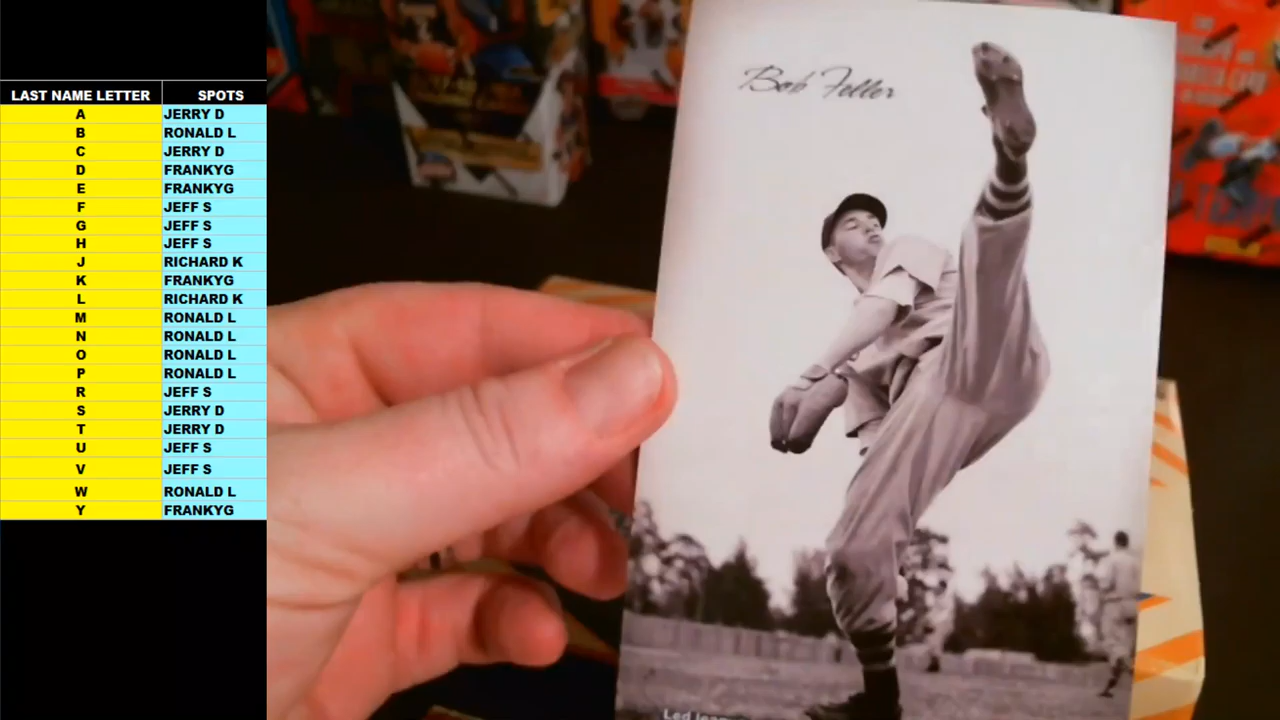 LAST NAME LETTER SPOTS
A JERRY D
B RONALD L
C JERRY D
D FRANKYG
E FRANKYG
F JEFF S
G JEFF S
H JEFF S
J RICHARD K
K FRANKYG
L RICHARD K
M RONALD L
N RONALD L
O RONALD L
P RONALD L
R JEFF S
S JERRY D
T JERRY D
U JEFF S
V JEFF S
W RONALD L
Y FRANKYG
Bob Feller
Led